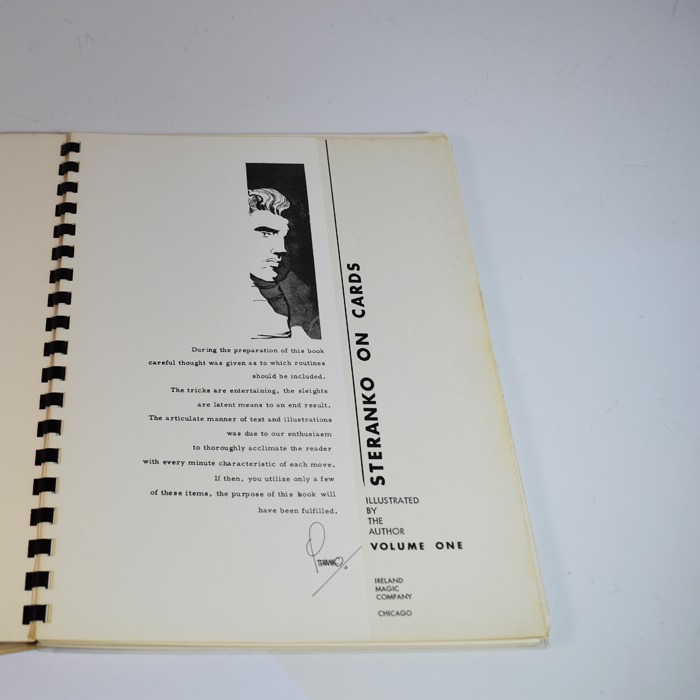 During the preparation of this book
careful thought was given as to which routines
should be included.
The tricks are entertaining, the sleights
are latent means to an end result.
The articulate manner of text and illustrations
was due to our enthusiasm
to thoroughly acclimate the reader
with every minute characteristic of each move.
If then, you utilize only a few
of these items, the purpose of this book will
have been fulfilled.
STERANKO
STERANKO ON CARDS
ILLUSTRATED
BY
THE
AUTHOR
VOLUME ONE
IRELAND
MAGIC
COMPANY
CHICAGO